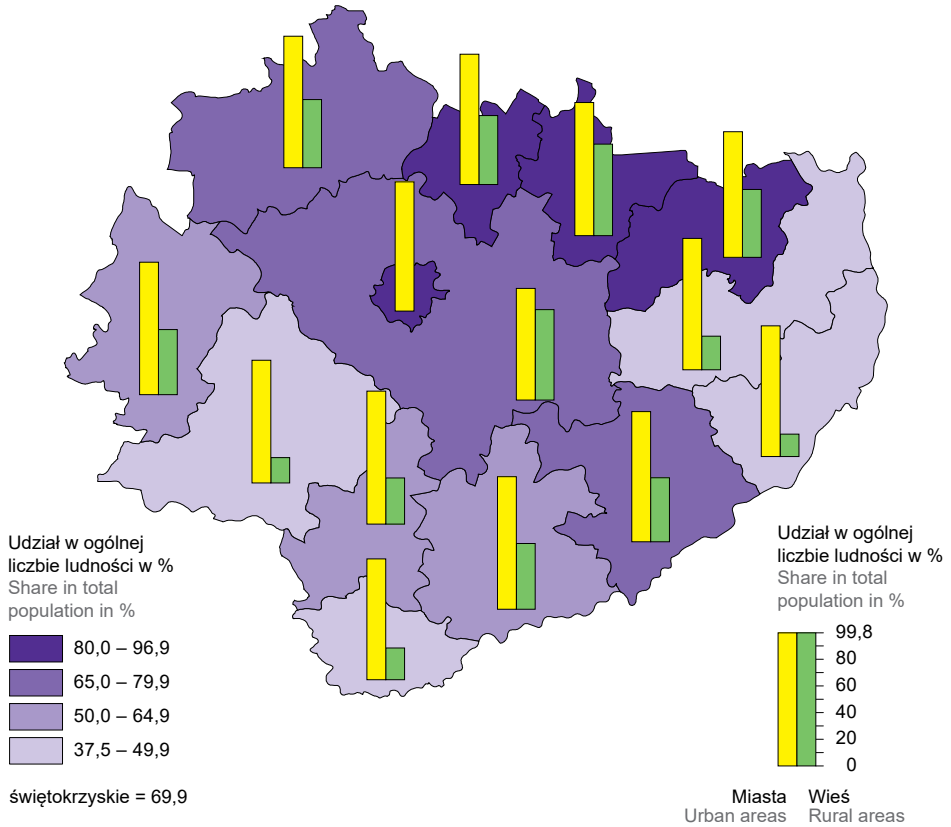 Udział w ogólnej
liczbie ludności w %
Share in total
population in %
80,0 – 96,9
65,0 – 79,9
50,0 – 64,9
37,5 – 49,9
świętokrzyskie = 69,9
Udział w ogólnej
liczbie ludności w %
Share in total
population in %
99,8
80
60
40
20
0
Miasta Wieś
Urban areas Rural areas